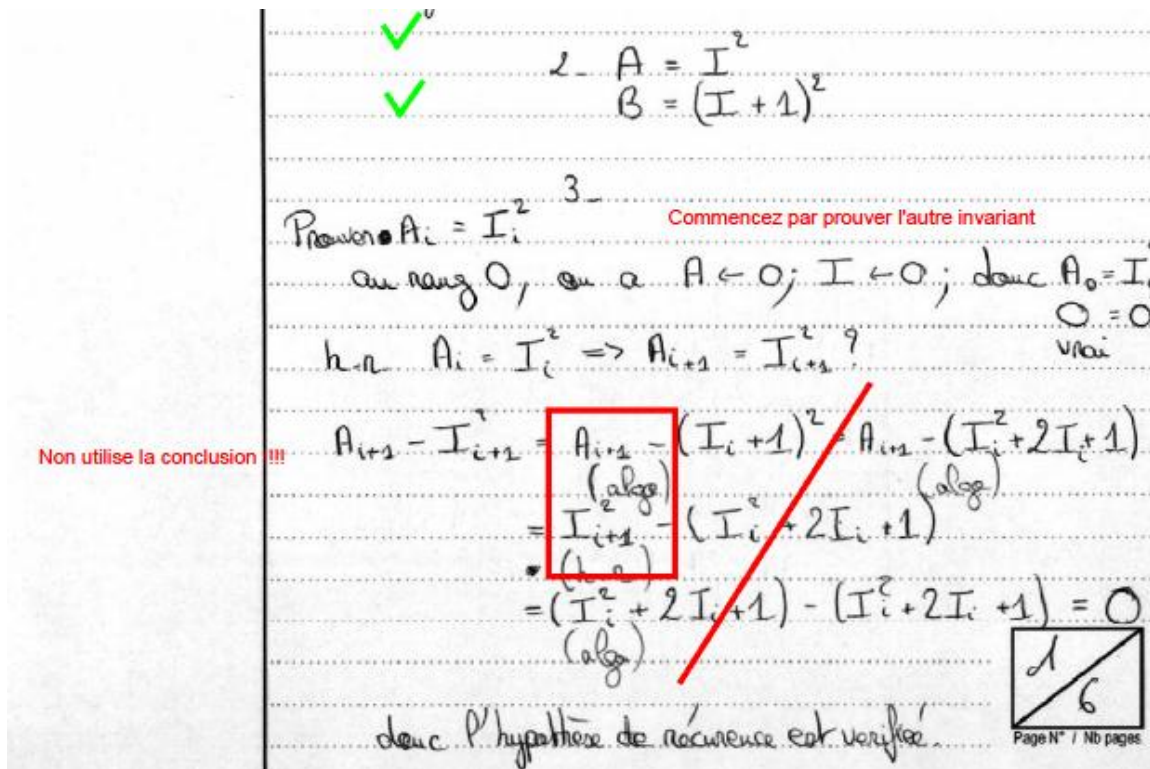 2_ A = I²
B = (I + 1)²
3_
Commencez par prouver l'autre invariant
Prouver A_i = I_i²
au rang 0, on a A ← 0; I ← 0; donc A_0 = I
0 = 0
vrai
h.r A_i = I_i² => A_{i+1} = I_{i+1}² ?
Non utilise la conclusion !!!!
A_{i+1} - I_{i+1}² = A_{i+1} - (I_i + 1)² = A_{i+1} - (I_i² + 2I_i + 1)
(algo) (algo)
= I_{i+1}² - (I_i² + 2I_i + 1)
(h.r)
= (I_i² + 2I_i + 1) - (I_i² + 2I_i + 1) = 0
(algo)
1/6
Page N° / Nb pages
donc l'hypothèse de récurence est verifiée.